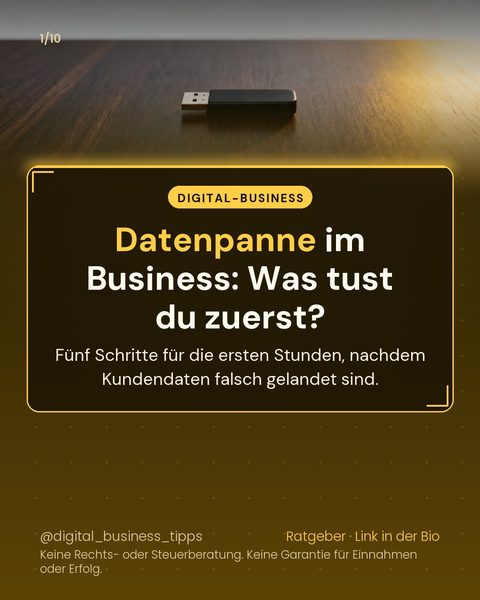 1/10
DIGITAL-BUSINESS
Datenpanne im
Business: Was tust
du zuerst?
Fünf Schritte für die ersten Stunden, nachdem
Kundendaten falsch gelandet sind.
@digital_business_tipps
Ratgeber · Link in der Bio
Keine Rechts- oder Steuerberatung. Keine Garantie für Einnahmen
oder Erfolg.